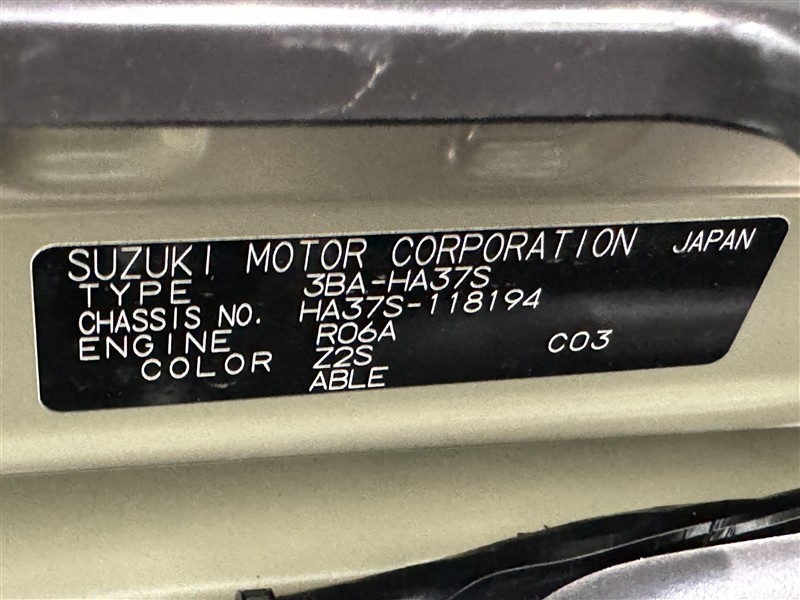 SUZUKI MOTOR CORPORATION JAPAN
TYPE 3BA-HA37S
CHASSIS NO. HA37S-118194
ENGINE R06A
COLOR Z2S C03
ABLE